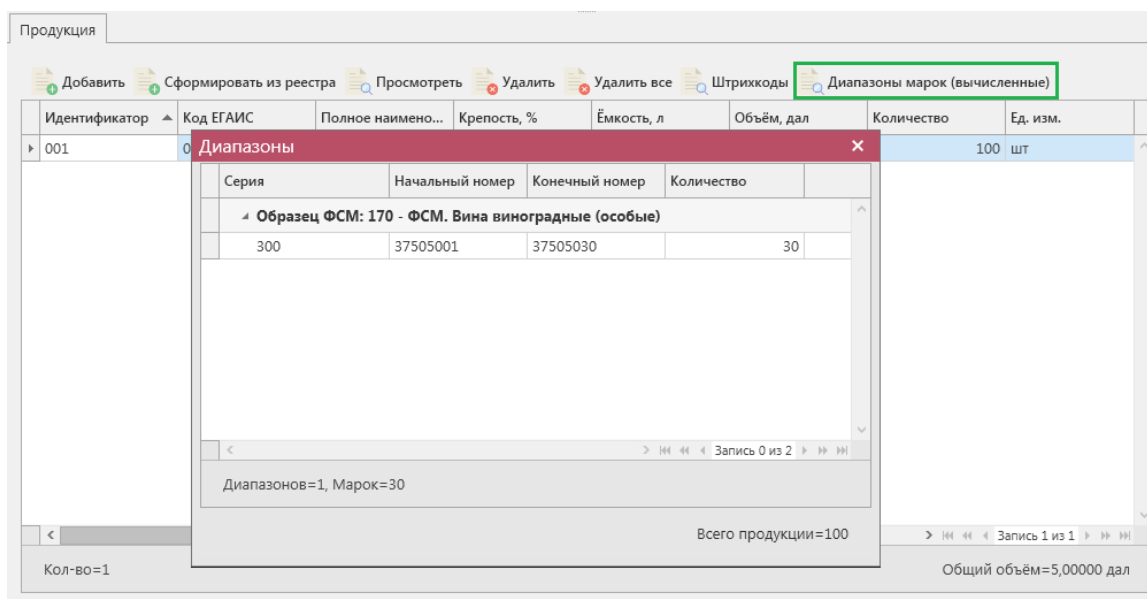 Продукция
Добавить Сформировать из реестра Просмотреть Удалить Удалить все Штрихкоды Диапазоны марок (вычисленные)
Идентификатор Код ЕГАИС Полное наимено... Крепость, % Ёмкость, л Объём, дал Количество Ед. изм.
001 0 100 шт
Диапазоны
Серия Начальный номер Конечный номер Количество
Образец ФСМ: 170 - ФСМ. Вина виноградные (особые)
300 37505001 37505030 30
Запись 0 из 2
Диапазонов=1, Марок=30
Всего продукции=100
Запись 1 из 1
Кол-во=1 Общий объём=5,00000 дал